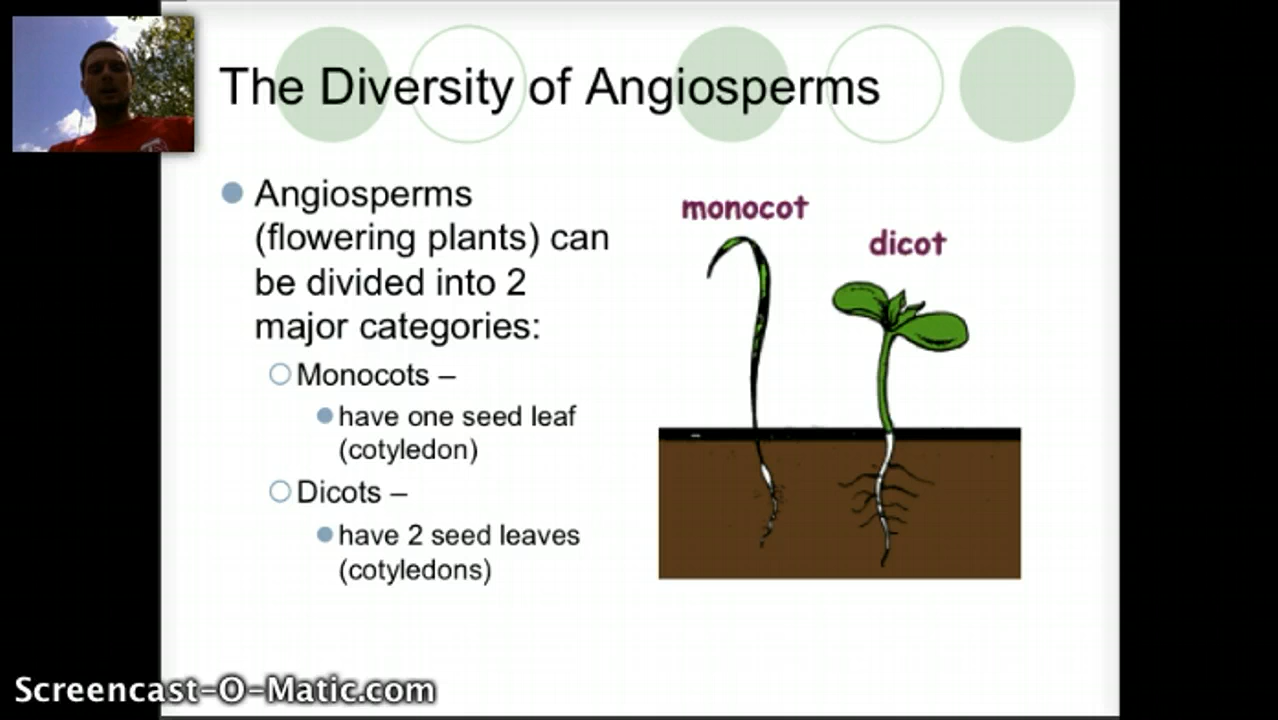 The Diversity of Angiosperms
Angiosperms
(flowering plants) can
be divided into 2
major categories:
Monocots –
have one seed leaf
(cotyledon)
Dicots –
have 2 seed leaves
(cotyledons)
monocot
dicot
Screencast-O-Matic.com